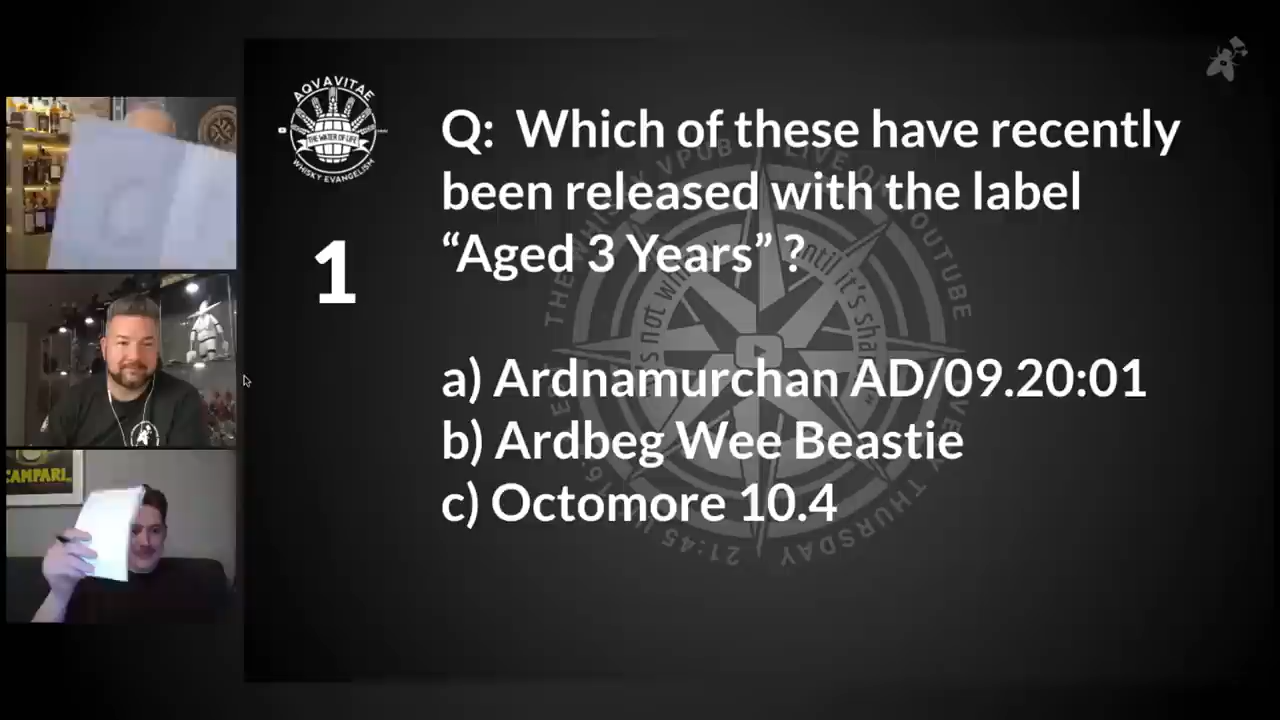 AQVAVITAE
THE WATER OF LIFE
WHISKY EVANGELISM
1
Q: Which of these have recently
been released with the label
“Aged 3 Years” ?
a) Ardnamurchan AD/09.20:01
b) Ardbeg Wee Beastie
c) Octomore 10.4
CAMPARI